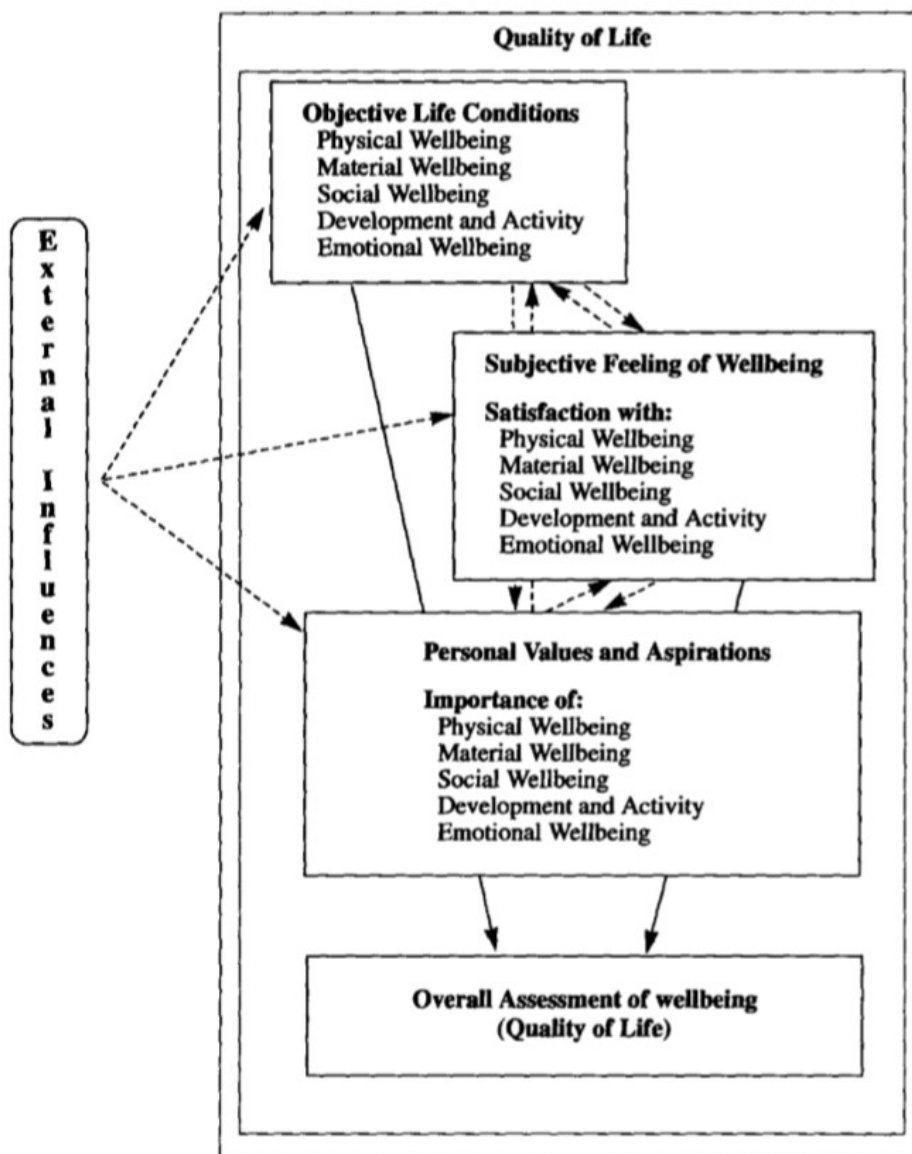 Quality of Life
Objective Life Conditions
Physical Wellbeing
Material Wellbeing
Social Wellbeing
Development and Activity
Emotional Wellbeing
External Influences
Subjective Feeling of Wellbeing
Satisfaction with:
Physical Wellbeing
Material Wellbeing
Social Wellbeing
Development and Activity
Emotional Wellbeing
Personal Values and Aspirations
Importance of:
Physical Wellbeing
Material Wellbeing
Social Wellbeing
Development and Activity
Emotional Wellbeing
Overall Assessment of wellbeing
(Quality of Life)